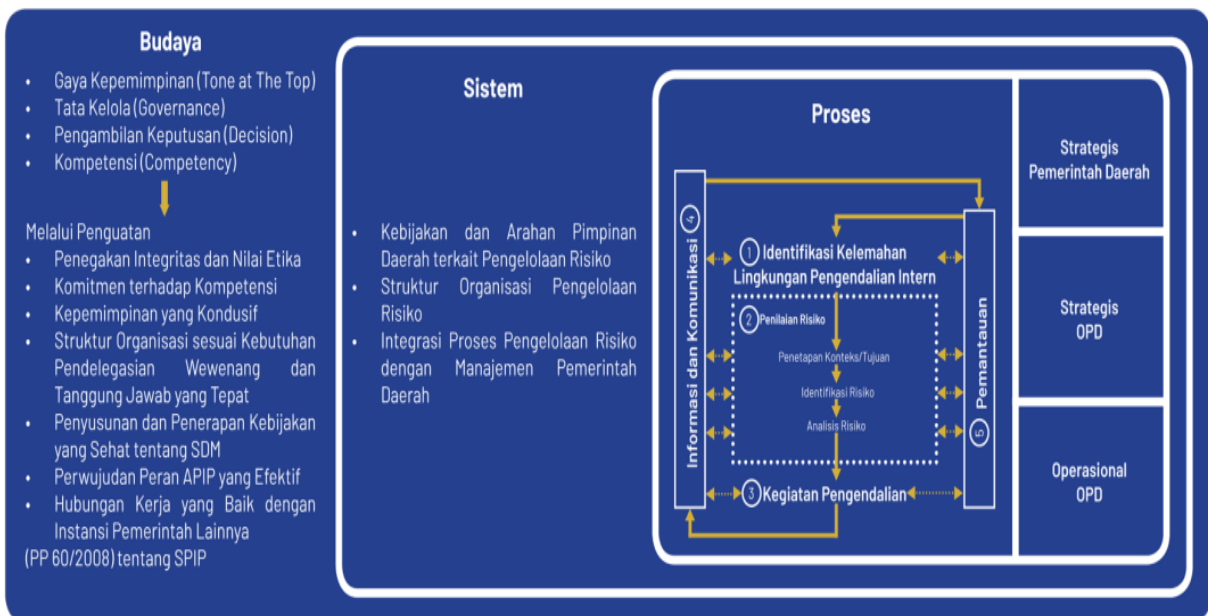 Budaya
• Gaya Kepemimpinan (Tone at The Top)
• Tata Kelola (Governance)
• Pengambilan Keputusan (Decision)
• Kompetensi (Competency)
Melalui Penguatan
• Penegakan Integritas dan Nilai Etika
• Komitmen terhadap Kompetensi
• Kepemimpinan yang Kondusif
• Struktur Organisasi sesuai Kebutuhan
Pendelegasian Wewenang dan
Tanggung Jawab yang Tepat
• Penyusunan dan Penerapan Kebijakan
yang Sehat tentang SDM
• Perwujudan Peran APIP yang Efektif
• Hubungan Kerja yang Baik dengan
Instansi Pemerintah Lainnya
(PP 60/2008) tentang SPIP
Sistem
• Kebijakan dan Arahan Pimpinan
Daerah terkait Pengelolaan Risiko
• Struktur Organisasi Pengelolaan
Risiko
• Integrasi Proses Pengelolaan Risiko
dengan Manajemen Pemerintah
Daerah
Proses
Informasi dan Komunikasi 4
1 Identifikasi Kelemahan
Lingkungan Pengendalian Intern
2 Penilaian Risiko
Penetapan Konteks/Tujuan
Identifikasi Risiko
Analisis Risiko
3 Kegiatan Pengendalian
5 Pemantauan
Strategis
Pemerintah Daerah
Strategis
OPD
Operasional
OPD